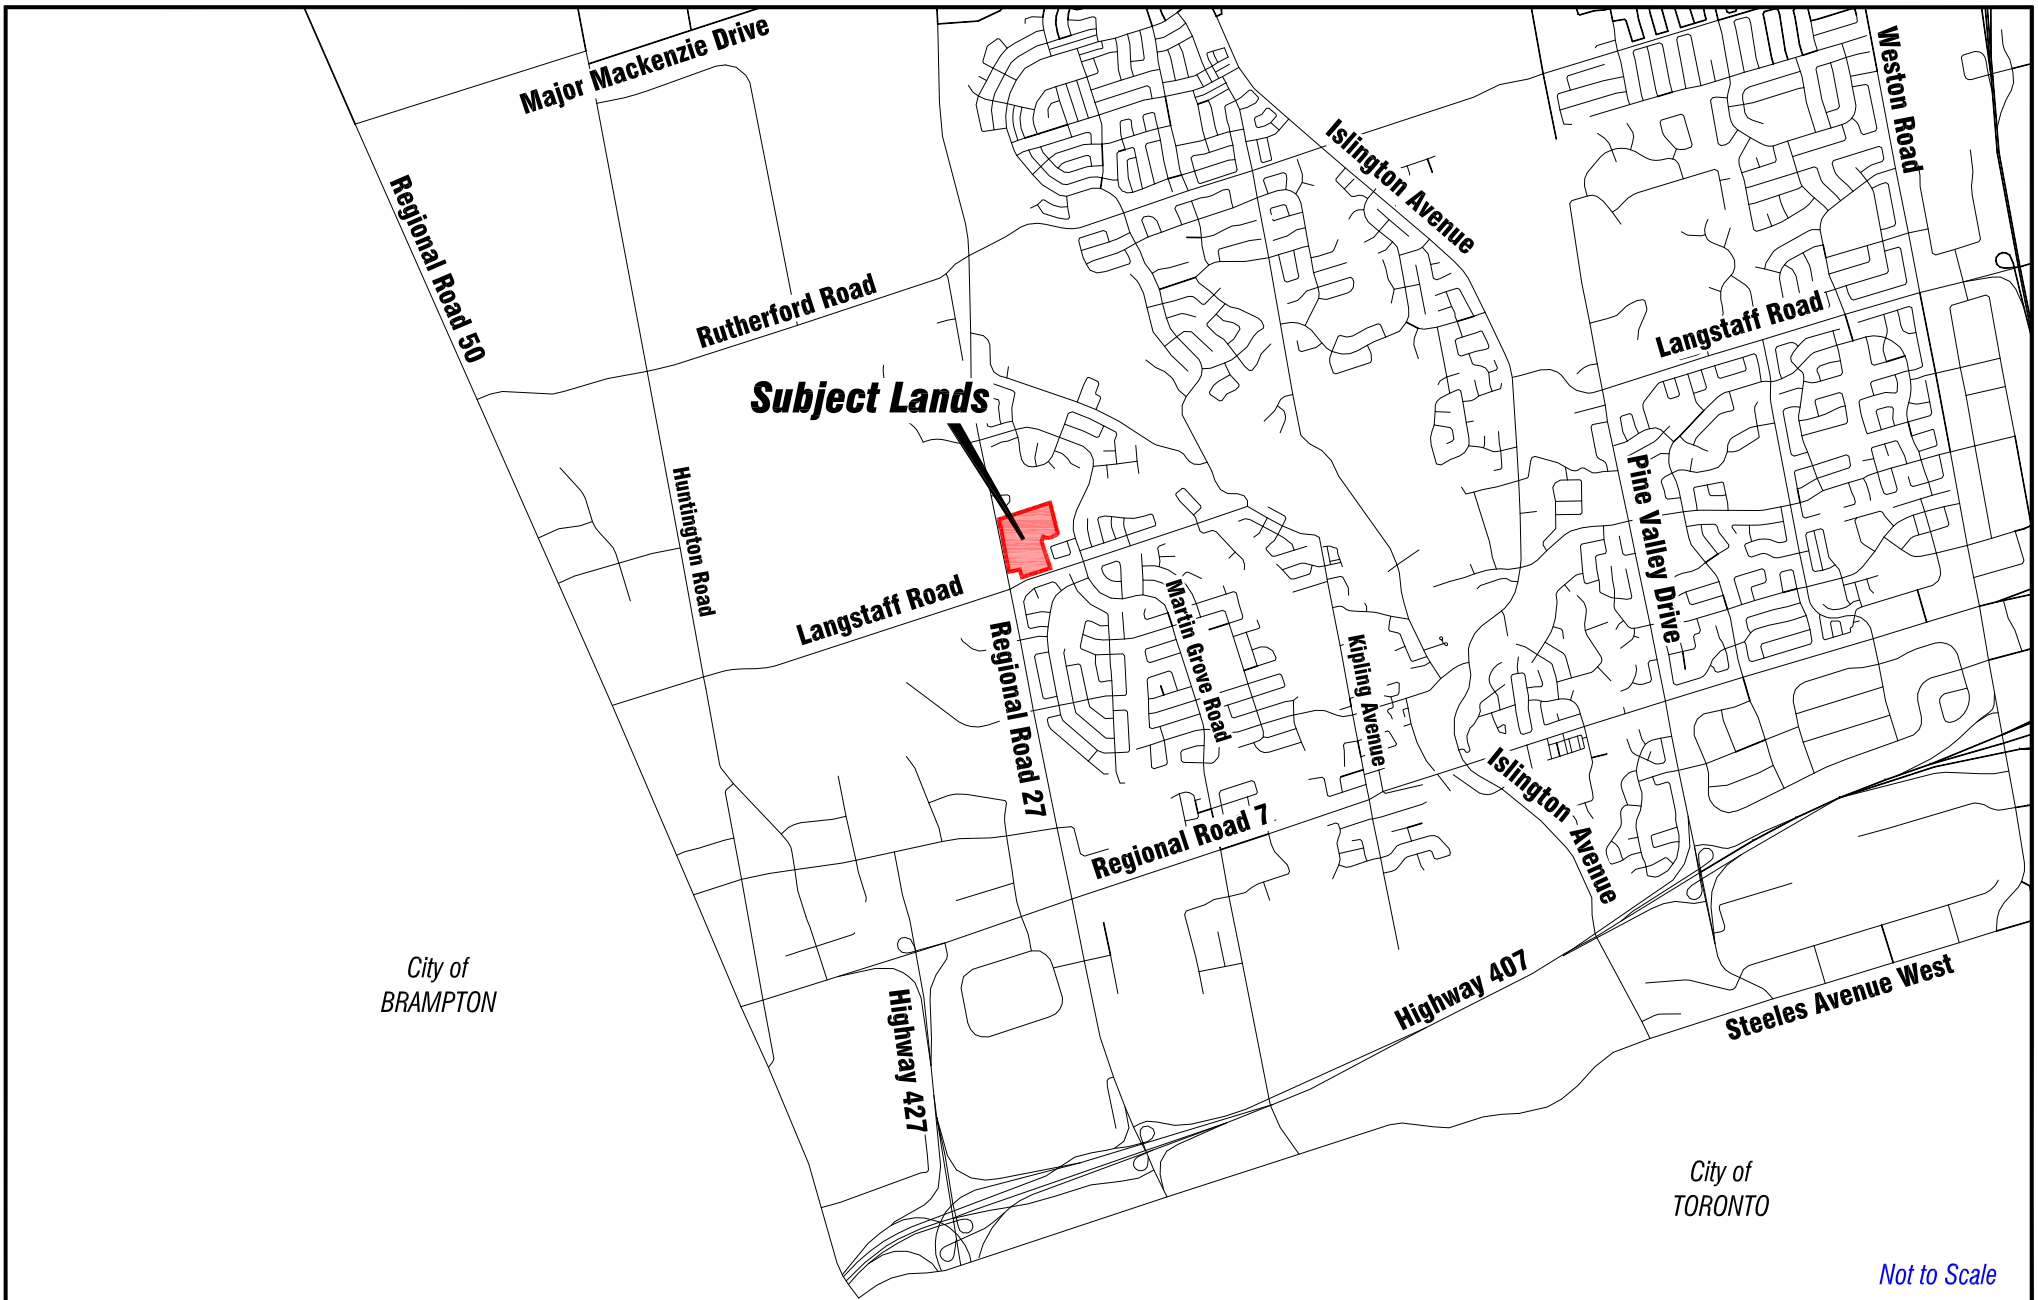 Major Mackenzie Drive
Weston Road
Islington Avenue
Regional Road 50
Rutherford Road
Langstaff Road
Subject Lands
Huntington Road
Pine Valley Drive
Langstaff Road
Martin Grove Road
Regional Road 27
Kipling Avenue
Islington Avenue
Regional Road 7
City of
BRAMPTON
Highway 407
Highway 427
Steeles Avenue West
City of
TORONTO
Not to Scale